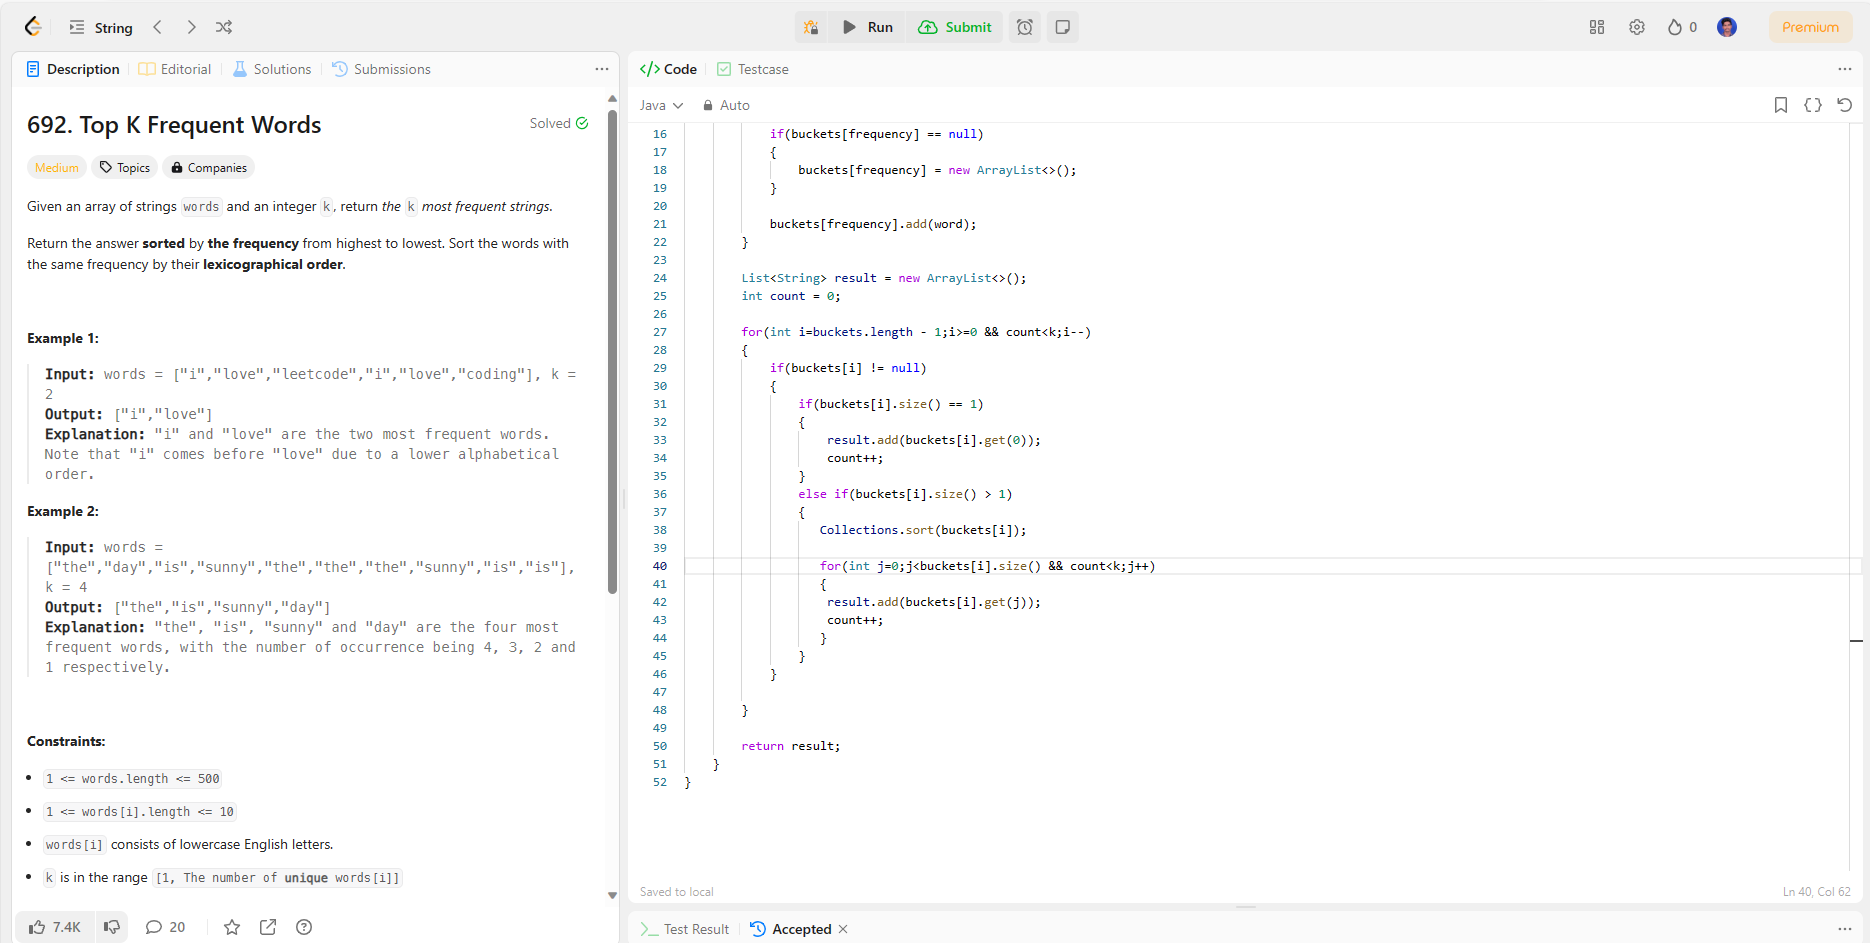 String
Run
Submit
0
Premium
Description
Editorial
Solutions
Submissions
692. Top K Frequent Words
Solved
Medium
Topics
Companies
Given an array of strings words and an integer k, return the k most frequent strings.
Return the answer sorted by the frequency from highest to lowest. Sort the words with
the same frequency by their lexicographical order.
Example 1:
Input: words = ["i","love","leetcode","i","love","coding"], k =
2
Output: ["i","love"]
Explanation: "i" and "love" are the two most frequent words.
Note that "i" comes before "love" due to a lower alphabetical
order.
Example 2:
Input: words =
["the","day","is","sunny","the","the","the","sunny","is","is"],
k = 4
Output: ["the","is","sunny","day"]
Explanation: "the", "is", "sunny" and "day" are the four most
frequent words, with the number of occurrence being 4, 3, 2 and
1 respectively.
Constraints:
• 1 <= words.length <= 500
• 1 <= words[i].length <= 10
• words[i] consists of lowercase English letters.
• k is in the range [1, The number of unique words[i]]
7.4K
20
</> Code
Testcase
Java
Auto
16 if(buckets[frequency] == null)
17 {
18 buckets[frequency] = new ArrayList<>();
19 }
20
21 buckets[frequency].add(word);
22 }
23
24 List<String> result = new ArrayList<>();
25 int count = 0;
26
27 for(int i=buckets.length - 1;i>=0 && count<k;i--)
28 {
29 if(buckets[i] != null)
30 {
31 if(buckets[i].size() == 1)
32 {
33 result.add(buckets[i].get(0));
34 count++;
35 }
36 else if(buckets[i].size() > 1)
37 {
38 Collections.sort(buckets[i]);
39
40 for(int j=0;j<buckets[i].size() && count<k;j++)
41 {
42 result.add(buckets[i].get(j));
43 count++;
44 }
45 }
46 }
47
48 }
49
50 return result;
51 }
52 }
Saved to local
Ln 40, Col 62
Test Result
Accepted